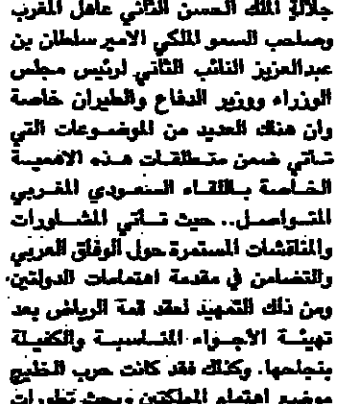 جلالة الملك الحسن الثاني عاهل المغرب
وصاحب السمو الملكي الامير سلطان بن
عبدالعزيز النائب الثاني لرئيس مجلس
الوزراء ووزير الدفاع والطيران خاصة
وان هناك العديد من الموضوعات التي
تأتي ضمن متطلقات هذه الاهمية
الخاصة باللقاء السعودي المغربي
المتواصل.. حيث تأتي المشاورات
والمناقشات المستمرة حول الوفاق العربي
والتضامن في مقدمة اهتمامات الدولتين
ومن ذلك التمهيد لعقد قمة الرياض بعد
تهيئة الأجواء المناسبة والكفيلة
بنجاحها. وكذلك فقد كانت حرب الخليج
موضع اهتمام المملكتين وبحث تطورات